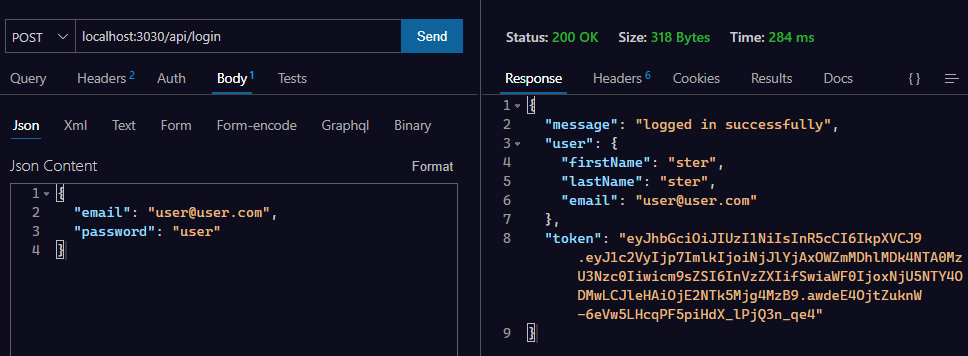 POST localhost:3030/api/login Send
Query Headers 2 Auth Body 1 Tests
Json Xml Text Form Form-encode Graphql Binary
Json Content Format
1 {
2 "email": "user@user.com",
3 "password": "user"
4 }
Status: 200 OK Size: 318 Bytes Time: 284 ms
Response Headers 6 Cookies Results Docs {}
1 {
2 "message": "logged in successfully",
3 "user": {
4 "firstName": "ster",
5 "lastName": "ster",
6 "email": "user@user.com"
7 },
8 "token": "eyJhbGciOiJIUzI1NiIsInR5cCI6IkpXVCJ9
.eyJ1c2VyIjp7ImlkIjoiNjJlYjAxOWZmMDhlMDk4NTA0Mz
U3Nzc0Iiwicm9sZSI6InVzZXIifSwiaWF0IjoxNjU5NTY4O
DMwLCJleHAiOjE2NTk5Mjg4MzB9.awdeE4OjtZuknW
-6eVw5LHcqPF5piHdX_lPjQ3n_qe4"
9 }